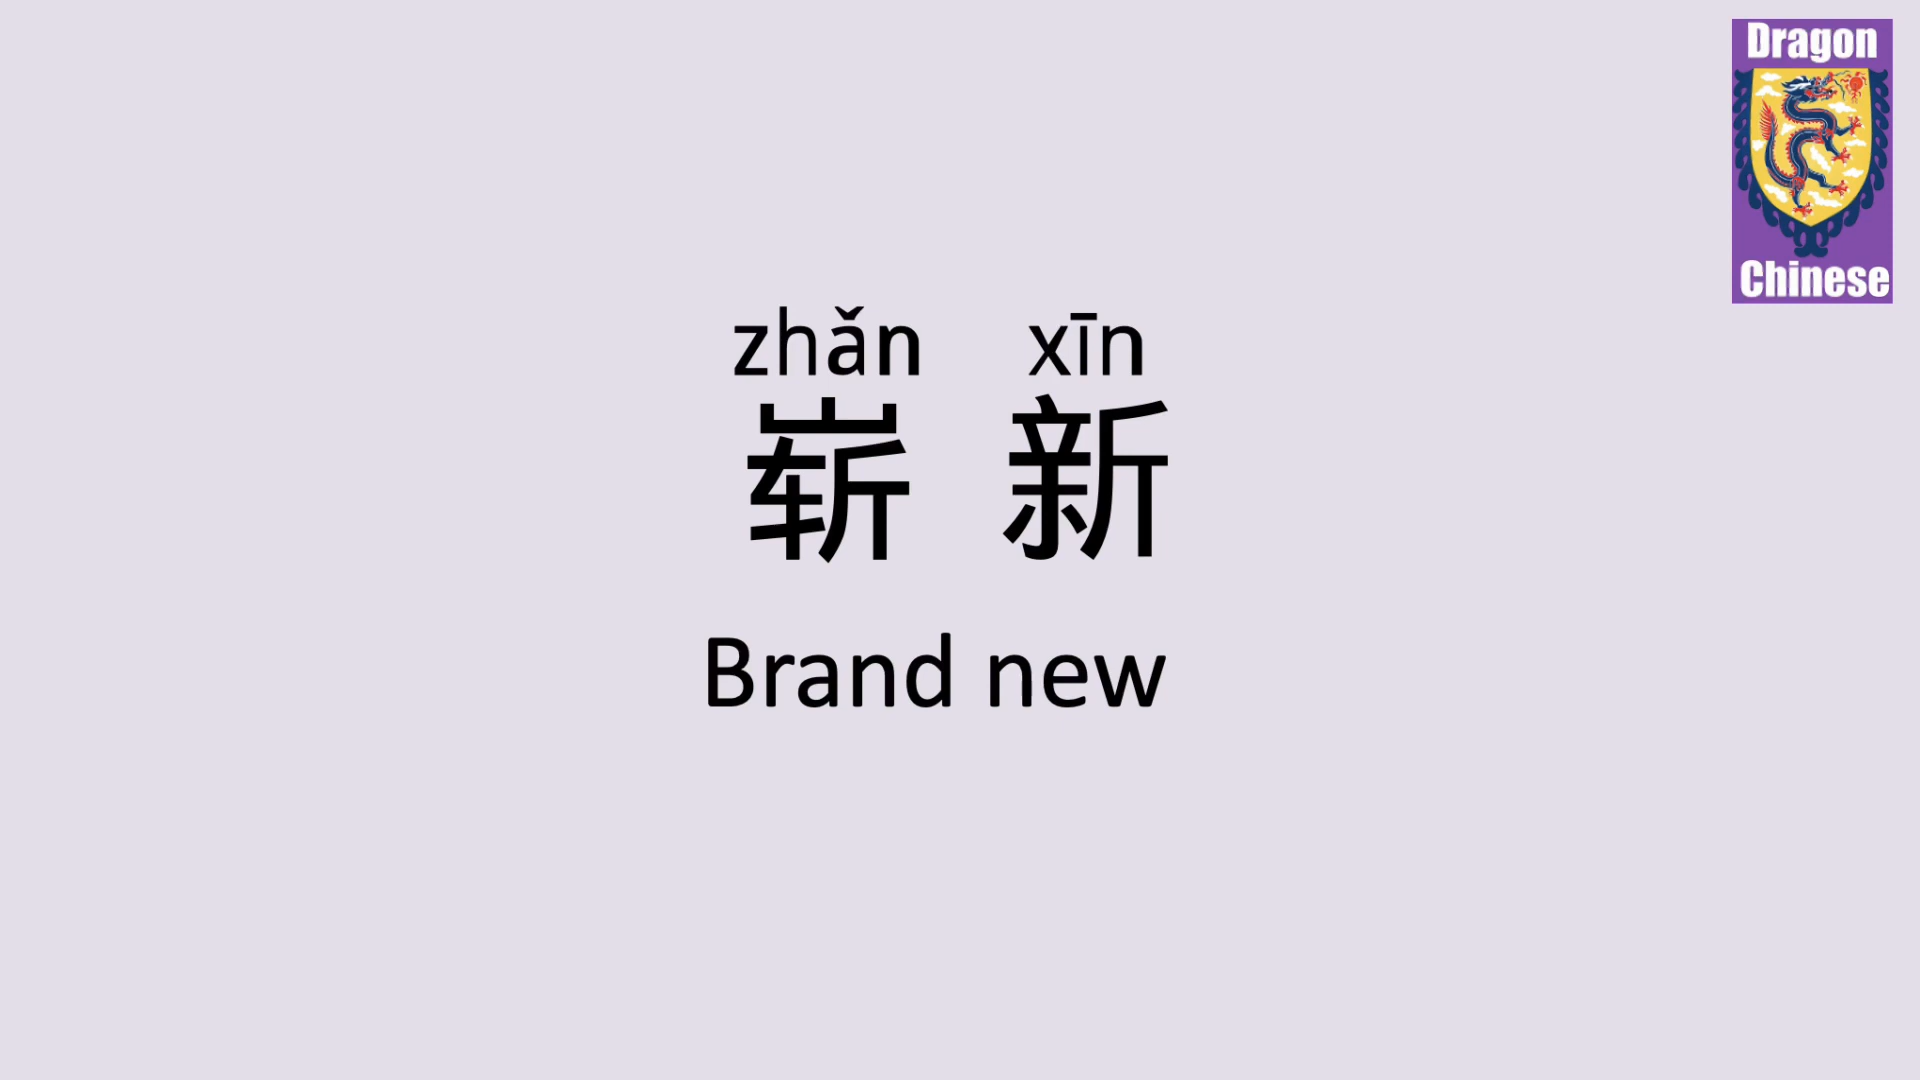 Dragon
Chinese
zhǎn xīn
崭新
Brand new